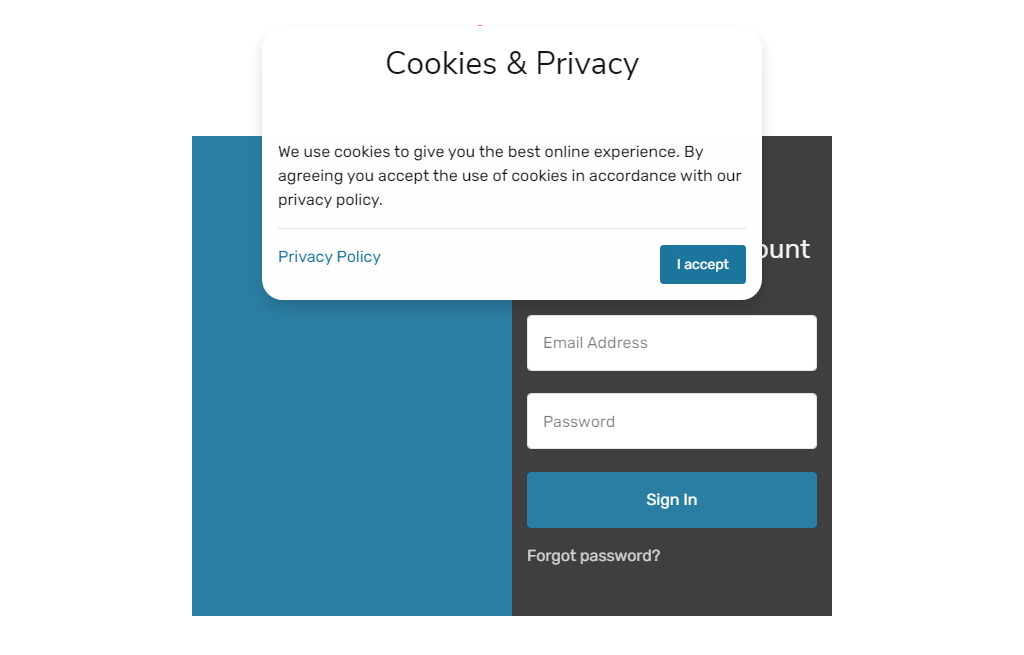 Cookies & Privacy
We use cookies to give you the best online experience. By
agreeing you accept the use of cookies in accordance with our
privacy policy.
Privacy Policy
I accept
ount
Email Address
Password
Sign In
Forgot password?